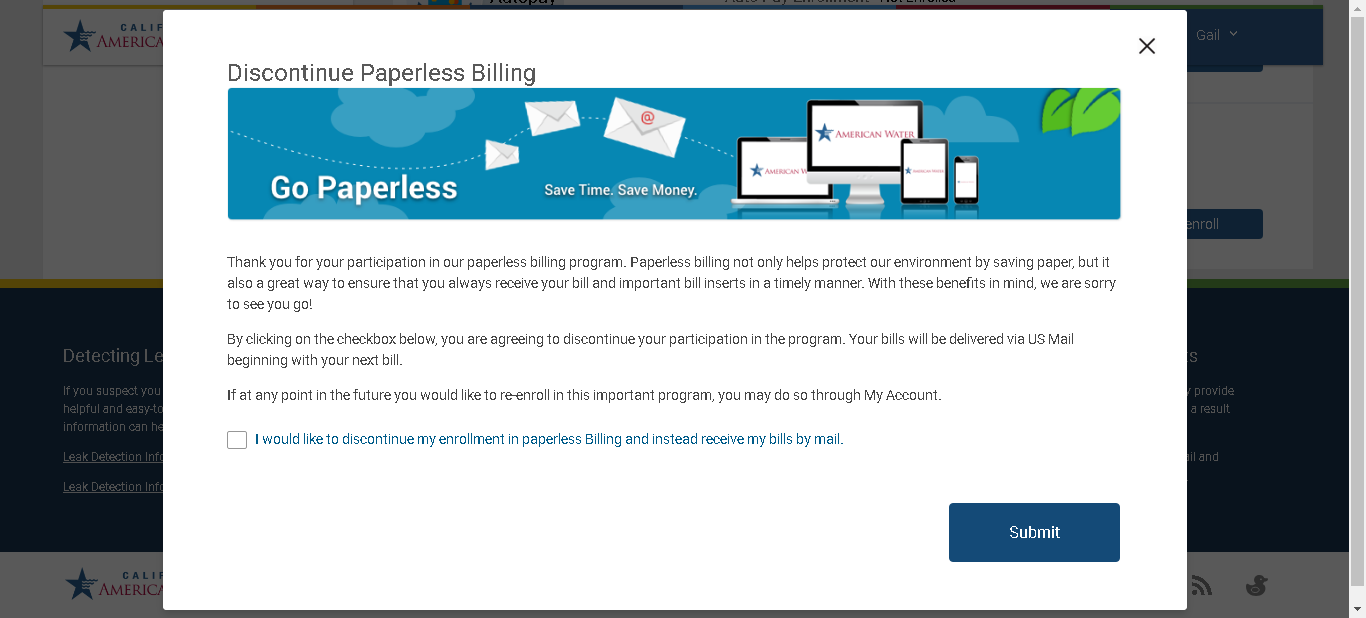 Autopay
Auto Pay Enrollment - Not Enrolled
CALIF
AMERICA
Gail
Discontinue Paperless Billing
@
AMERICAN WATER
AMERICAN W
AMERICAN WATER
Go Paperless
Save Time. Save Money.
enroll
Thank you for your participation in our paperless billing program. Paperless billing not only helps protect our environment by saving paper, but it
also a great way to ensure that you always receive your bill and important bill inserts in a timely manner. With these benefits in mind, we are sorry
to see you go!
By clicking on the checkbox below, you are agreeing to discontinue your participation in the program. Your bills will be delivered via US Mail
beginning with your next bill.
If at any point in the future you would like to re-enroll in this important program, you may do so through My Account.
I would like to discontinue my enrollment in paperless Billing and instead receive my bills by mail.
Submit
Detecting Le
If you suspect you
helpful and easy-to
information can he
Leak Detection Info
Leak Detection Info
ts
y provide
a result
ail and
CALIF
AMERICA